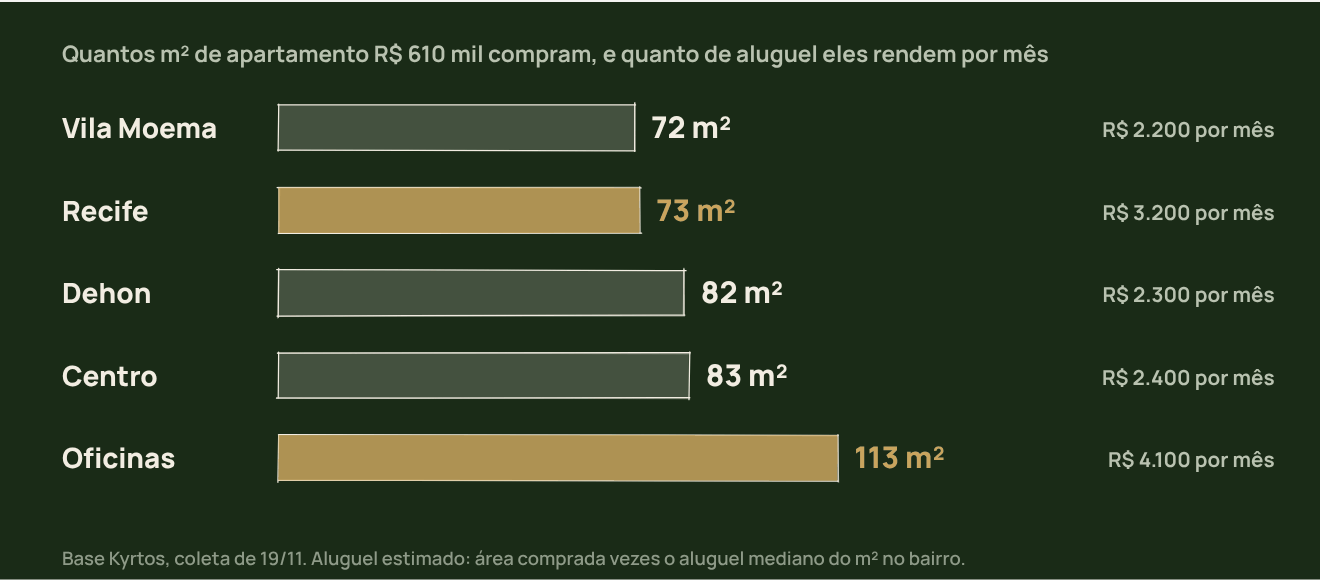 Quantos m² de apartamento R$ 610 mil compram, e quanto de aluguel eles rendem por mês
Vila Moema 72 m² R$ 2.200 por mês
Recife 73 m² R$ 3.200 por mês
Dehon 82 m² R$ 2.300 por mês
Centro 83 m² R$ 2.400 por mês
Oficinas 113 m² R$ 4.100 por mês
Base Kyrtos, coleta de 19/11. Aluguel estimado: área comprada vezes o aluguel mediano do m² no bairro.